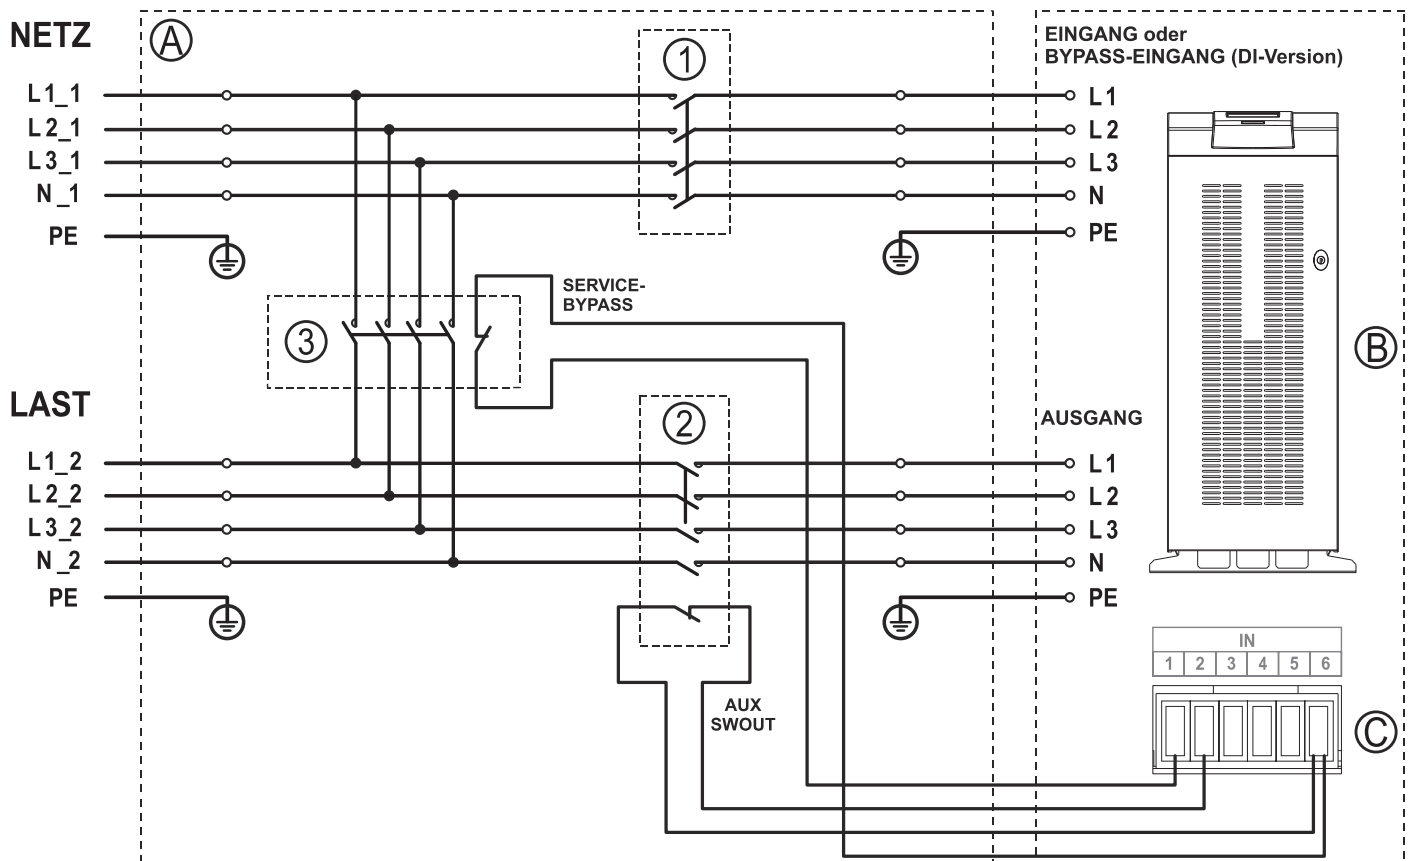 NETZ
A
1
EINGANG oder
BYPASS-EINGANG (DI-Version)
L1_1
L1
L2_1
L2
L3_1
L3
N_1
N
PE
PE
SERVICE-
BYPASS
3
B
LAST
2
AUSGANG
L1_2
L1
L2_2
L2
L3_2
L3
N_2
N
PE
PE
IN
1 2 3 4 5 6
AUX
SWOUT
C